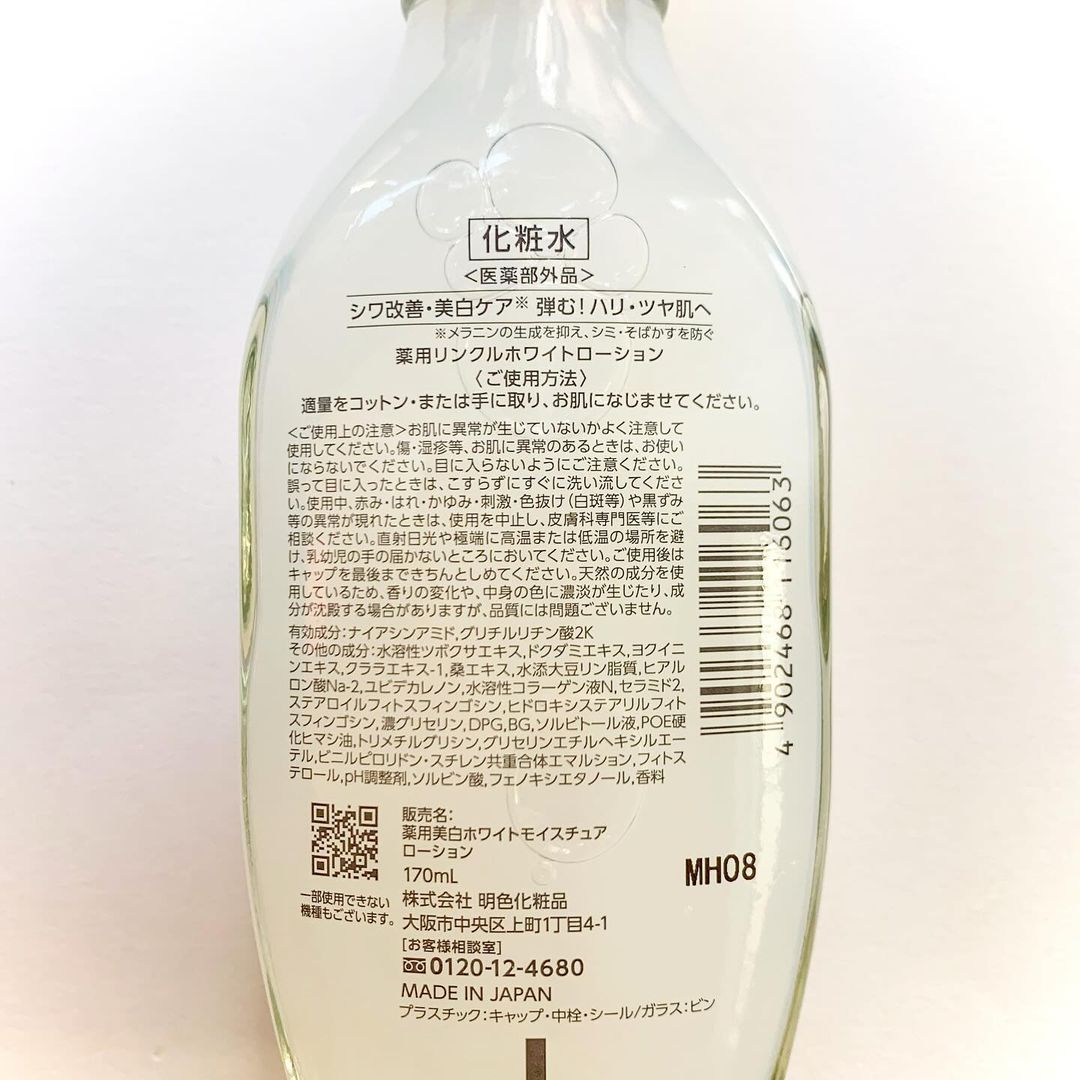 化粧水
<医薬部外品>
シワ改善・美白ケア※ 弾む!ハリ・ツヤ肌へ
※メラニンの生成を抑え、シミ・そばかすを防ぐ
薬用リンクルホワイトローション
〈ご使用方法〉
適量をコットン・または手に取り、お肌になじませてください。
<ご使用上の注意>お肌に異常が生じていないかよく注意して
使用してください。傷・湿疹等、お肌に異常のあるときは、お使い
にならないでください。目に入らないようにご注意ください。
誤って目に入ったときは、こすらずにすぐに洗い流してくださ
い。使用中、赤み・はれ・かゆみ・刺激・色抜け(白斑等)や黒ずみ
等の異常が現れたときは、使用を中止し、皮膚科専門医等にご
相談ください。直射日光や極端に高温または低温の場所を避
け、乳幼児の手の届かないところにおいてください。ご使用後は
キャップを最後まできちんとしめてください。天然の成分を使
用しているため、香りの変化や、中身の色に濃淡が生じたり、成
分が沈殿する場合がありますが、品質には問題ございません。
有効成分:ナイアシンアミド,グリチルリチン酸2K
その他の成分:水溶性ツボクサエキス,ドクダミエキス,ヨクイニ
ンエキス,クララエキス-1,桑エキス,水添大豆リン脂質,ヒアル
ロン酸Na-2,ユビデカレノン,水溶性コラーゲン液N,セラミド2,
ステアロイルフィトスフィンゴシン,ヒドロキシステアリルフィト
スフィンゴシン,濃グリセリン,DPG,BG,ソルビトール液,POE硬
化ヒマシ油,トリメチルグリシン,グリセリンエチルヘキシルエー
テル,ビニルピロリドン・スチレン共重合体エマルション,フィトス
テロール,pH調整剤,ソルビン酸,フェノキシエタノール,香料
4 902468 116063
販売名:
薬用美白ホワイトモイスチュア
ローション
170mL
MH08
一部使用できない
機種もございます。
株式会社 明色化粧品
大阪市中央区上町1丁目4-1
[お客様相談室]
0120-12-4680
MADE IN JAPAN
プラスチック:キャップ・中栓・シール/ガラス:ビン